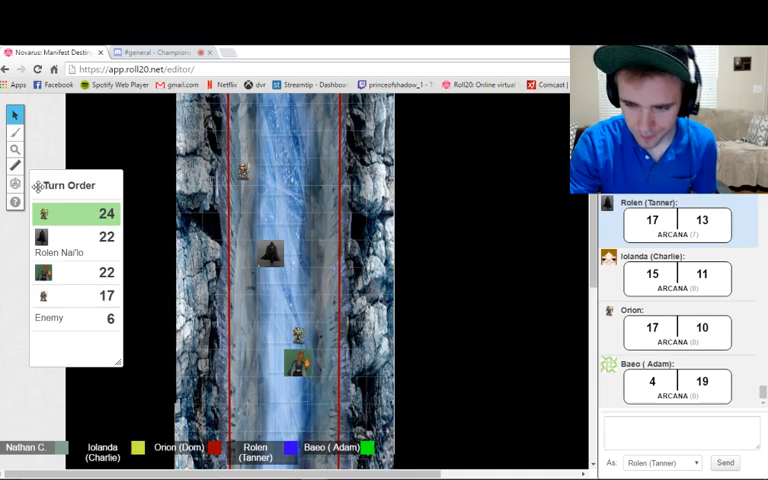 Novarus: Manifest Destin
#general - Champion
https://app.roll20.net/editor/
Apps Facebook Spotify Web Player gmail.com Netflix dvr Streamtip - Dashboa princeofshadow_1 - T Roll20: Online virtual Comcast
Turn Order
24
22
Rolen Nai'lo
22
17
Enemy 6
Rolen (Tanner):
17 13
ARCANA (7)
Iolanda (Charlie):
15 11
ARCANA (0)
Orion:
17 10
ARCANA (0)
Baeo ( Adam):
4 19
ARCANA (0)
Nathan C.
Iolanda
(Charlie)
Orion (Dom)
Rolen
(Tanner)
Baeo ( Adam)
As: Rolen (Tanner) Send